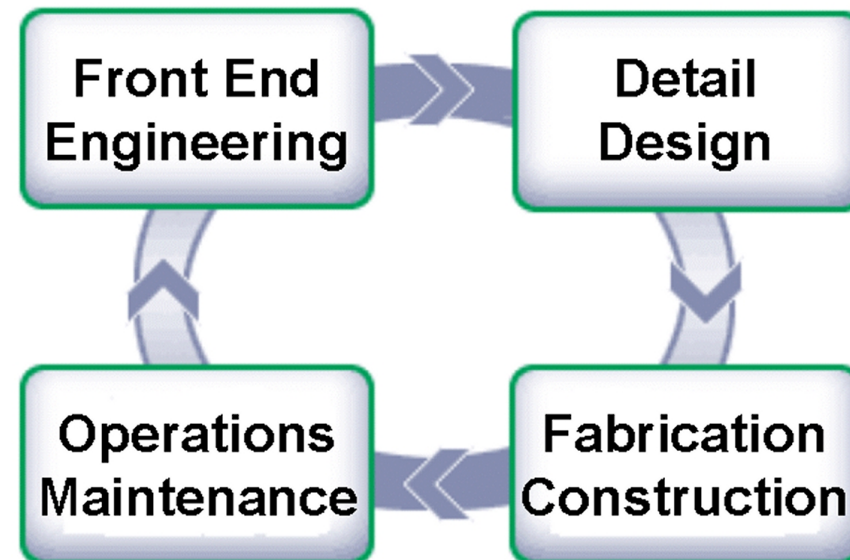 Front End
Engineering
Detail
Design
Operations
Maintenance
Fabrication
Construction